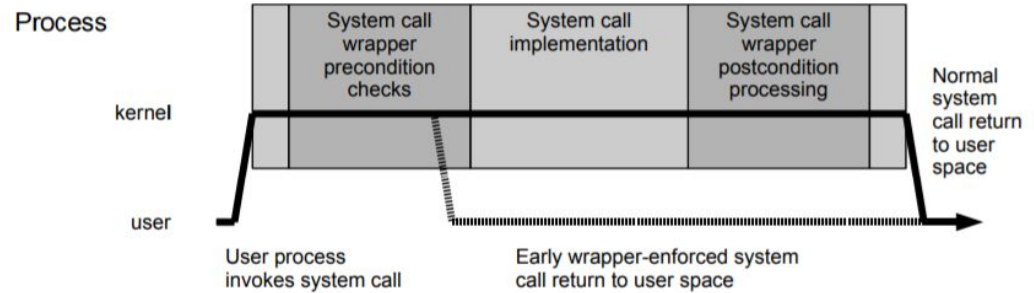 Process
System call
wrapper
precondition
checks
System call
implementation
System call
wrapper
postcondition
processing
Normal
system
call return
to user
space
kernel
user
User process
invokes system call
Early wrapper-enforced system
call return to user space